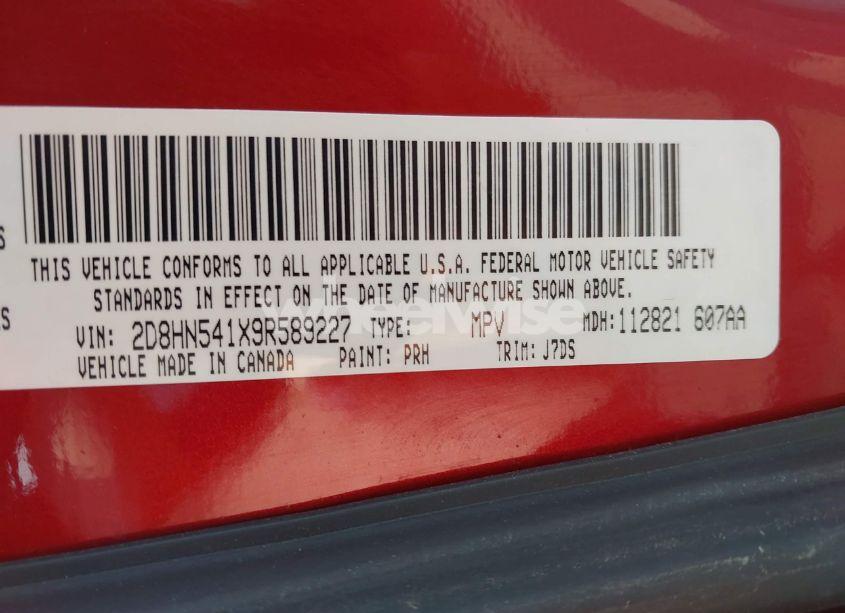 S
THIS VEHICLE CONFORMS TO ALL APPLICABLE U.S.A. FEDERAL MOTOR VEHICLE SAFETY
STANDARDS IN EFFECT ON THE DATE OF MANUFACTURE SHOWN ABOVE.
ES
VIN: 2D8HN541X9R589227 TYPE: MPV MDH:112821 607AA
VEHICLE MADE IN CANADA PAINT: PRH TRIM: J7DS